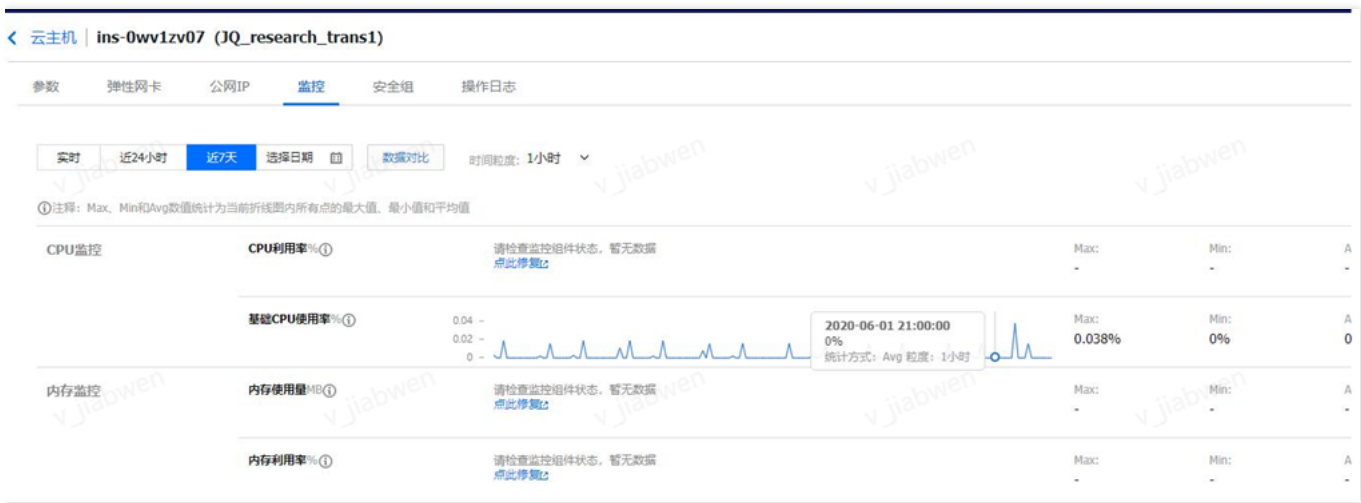 云主机 ins-0wv1zv07 (JQ_research_trans1)
参数 弹性网卡 公网IP 监控 安全组 操作日志
实时 近24小时 近7天 选择日期 数据对比 时间粒度: 1小时
注释: Max、Min和Avg数值统计为当前折线图内所有点的最大值、最小值和平均值
CPU监控 CPU利用率% 请检查监控组件状态, 暂无数据 Max: Min: A
点此修复 - - -
基础CPU使用率% 0.04 2020-06-01 21:00:00 Max: Min: A
0.02 0% 0.038% 0% 0
0 统计方式: Avg 粒度: 1小时
内存监控 内存使用量MB 请检查监控组件状态, 暂无数据 Max: Min: A
点此修复 - - -
内存利用率% 请检查监控组件状态, 暂无数据 Max: Min: A
点此修复 - - -
v_jiabwen
v_jiabwen
v_jiabwen
v_jiabwen
v_jiabwen
v_jiabwen
v_jiabwen
v_jiabwen